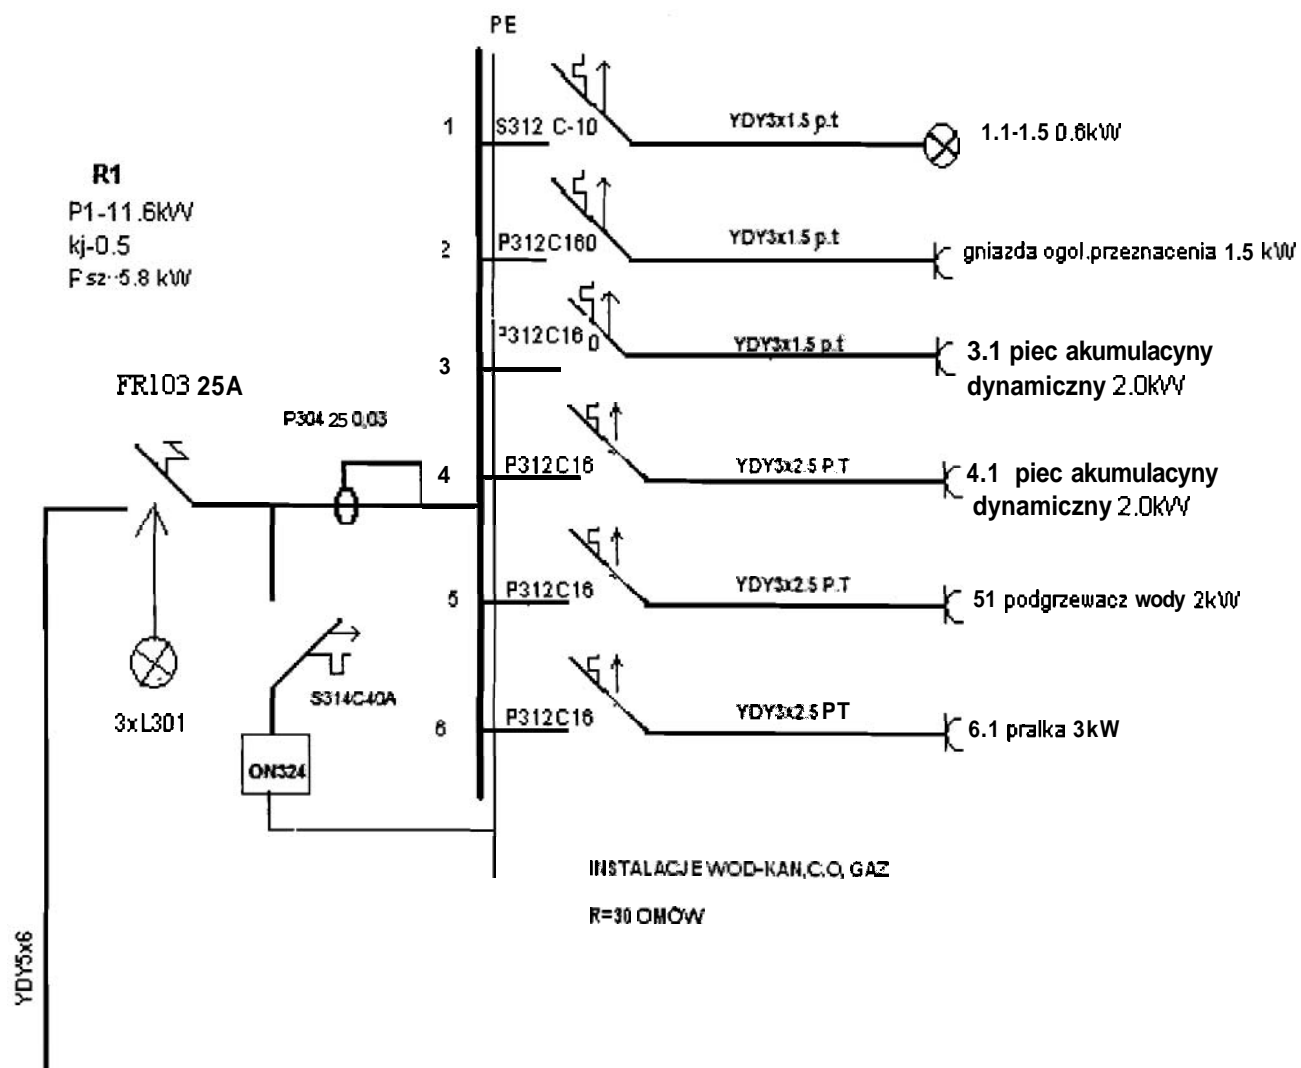 PE
1
S312 C-10
YDY3x1.5 p.t
1.1-1.5 0.6kW
R1
P1-11.6kW
kj-0.5
P sz--5.8 kW
2
P312C160
YDY3x1.5 p.t
gniazda ogol.przeznacenia 1.5 kW
3
P312C16 0
YDY3x1.5 p.t
3.1 piec akumulacyny
dynamiczny 2.0kW
FR103 25A
P304 25 0,03
4
P312C16
YDY3x2.5 P.T
4.1 piec akumulacyny
dynamiczny 2.0kW
5
P312C16
YDY3x2.5 P.T
51 podgrzewacz wody 2kW
3xL301
S314C40A
6
P312C16
YDY3x2.5 PT
6.1 pralka 3kW
ON324
INSTALACJE WOD-KAN,C.O, GAZ
R=30 OMÓW
YDY5x6